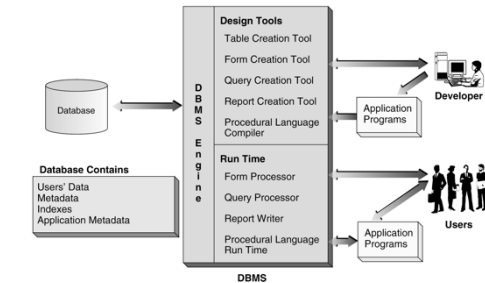 Design Tools
Table Creation Tool
Form Creation Tool
Query Creation Tool
Report Creation Tool
Procedural Language
Compiler
DBMS Engine
Database
Developer
Application
Programs
Database Contains
Users' Data
Metadata
Indexes
Application Metadata
Run Time
Form Processor
Query Processor
Report Writer
Procedural Language
Run Time
Users
Application
Programs
DBMS